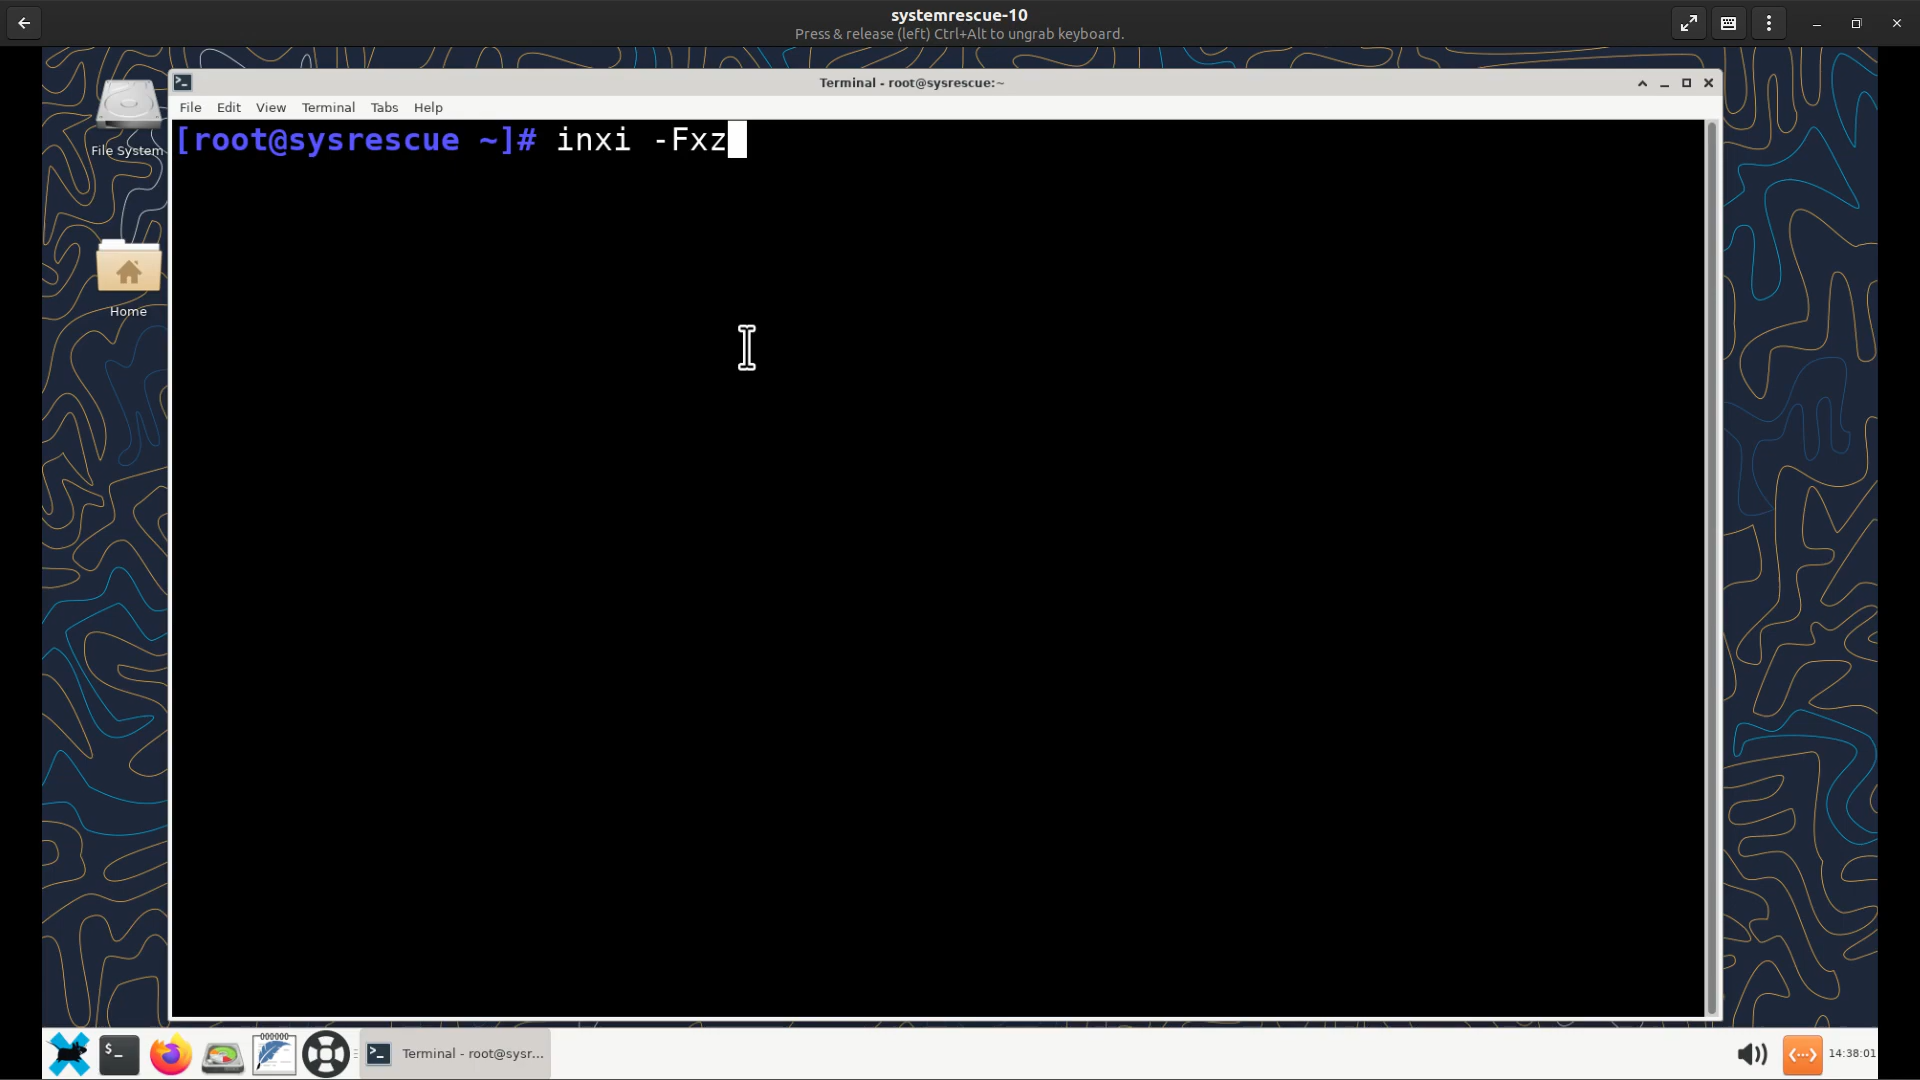 systemrescue-10
Press & release (left) Ctrl+Alt to ungrab keyboard.
Terminal - root@sysrescue:~
File Edit View Terminal Tabs Help
[root@sysrescue ~]# inxi -Fxz
File System
Home
$_
000000
Terminal - root@sysr...
14:38:01